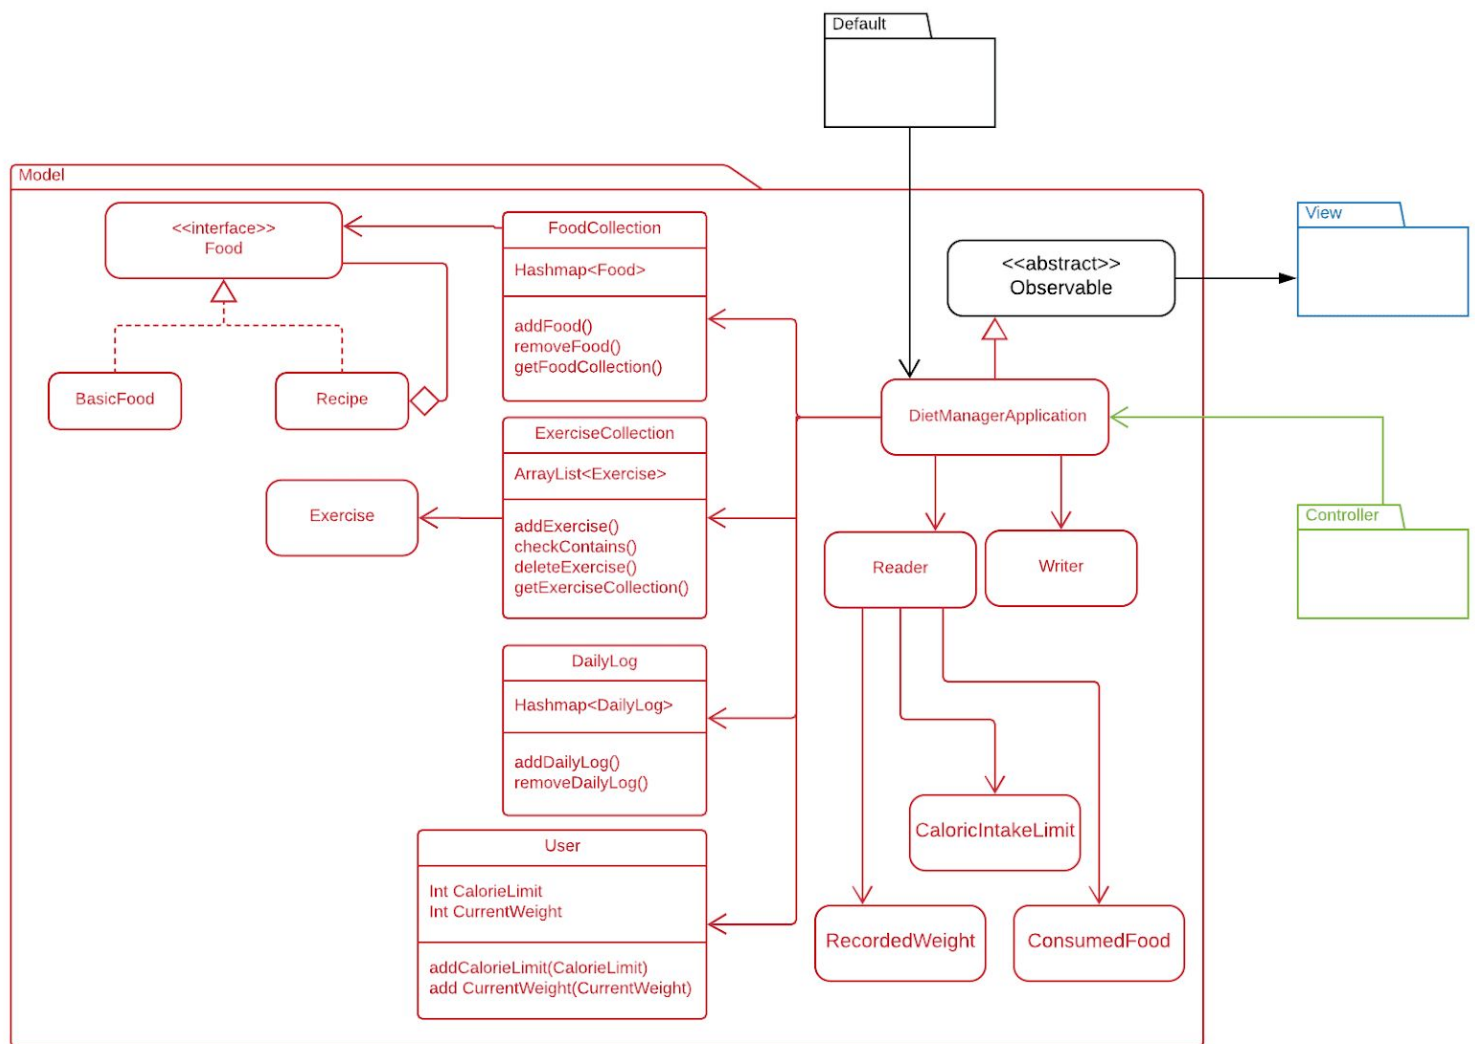 Default
Model
<<interface>>
Food
BasicFood
Recipe
FoodCollection
Hashmap<Food>
addFood()
removeFood()
getFoodCollection()
ExerciseCollection
ArrayList<Exercise>
addExercise()
checkContains()
deleteExercise()
getExerciseCollection()
Exercise
DailyLog
Hashmap<DailyLog>
addDailyLog()
removeDailyLog()
User
Int CalorieLimit
Int CurrentWeight
addCalorieLimit(CalorieLimit)
add CurrentWeight(CurrentWeight)
<<abstract>>
Observable
DietManagerApplication
Reader
Writer
CaloricIntakeLimit
RecordedWeight
ConsumedFood
View
Controller